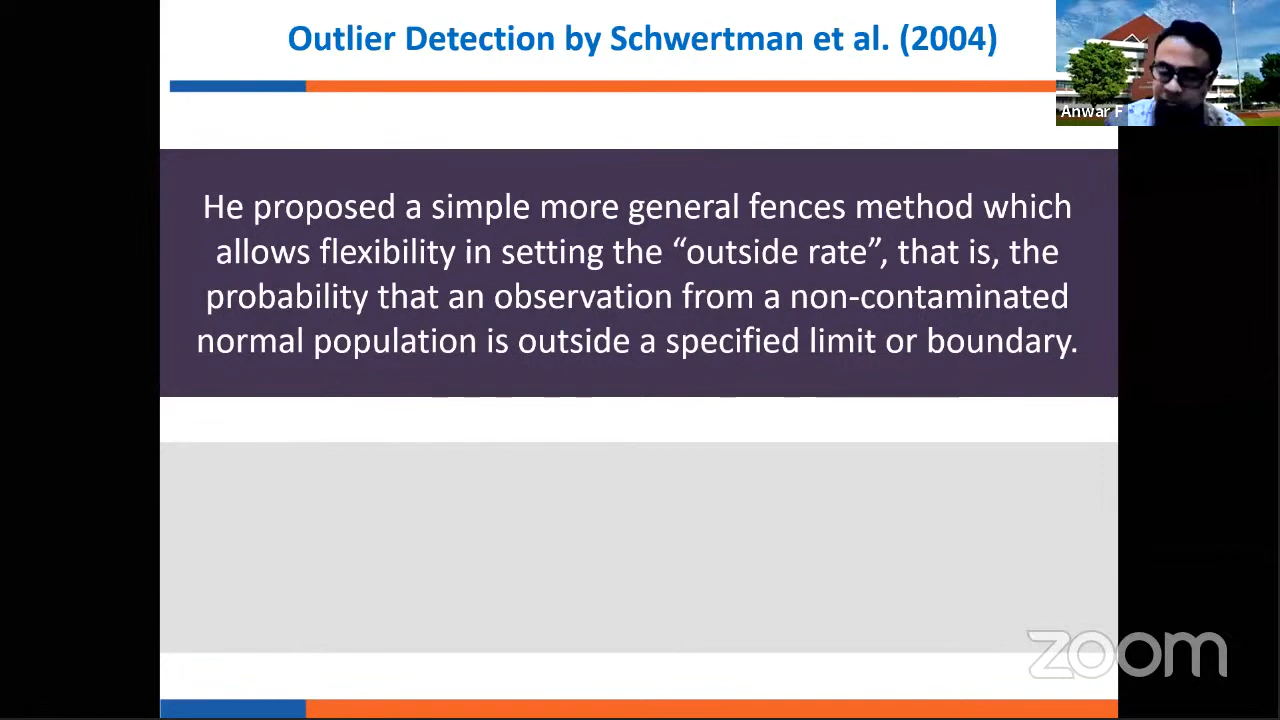 Outlier Detection by Schwertman et al. (2004)
Anwar F
He proposed a simple more general fences method which
allows flexibility in setting the “outside rate”, that is, the
probability that an observation from a non-contaminated
normal population is outside a specified limit or boundary.
zoom